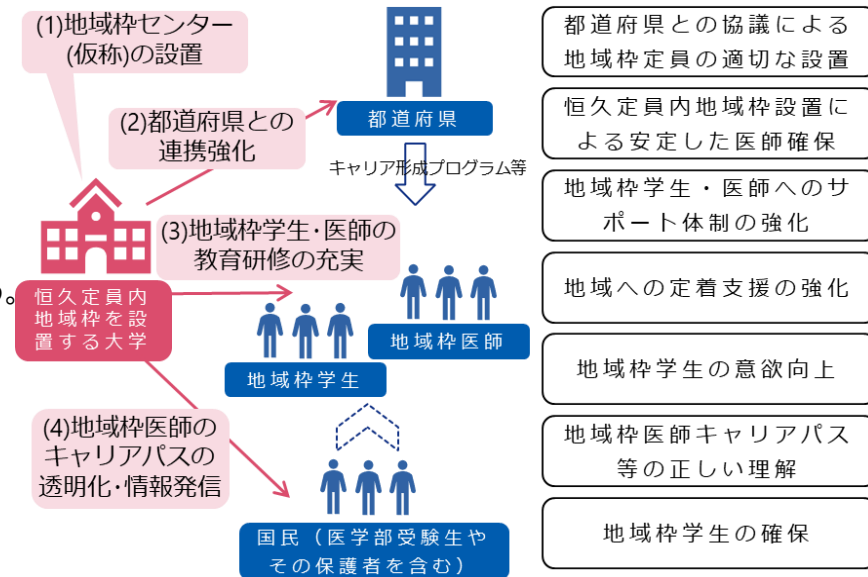 (1)地域枠センター
(仮称)の設置
(2)都道府県との
連携強化
都道府県
キャリア形成プログラム等
(3)地域枠学生・医師の
教育研修の充実
。
恒久定員内
地域枠を設
置する大学
地域枠医師
地域枠学生
(4)地域枠医師の
キャリアパスの
透明化・情報発信
国民（医学部受験生や
その保護者を含む）
都道府県との協議による
地域枠定員の適切な設置
恒久定員内地域枠設置に
よる安定した医師確保
地域枠学生・医師へのサ
ポート体制の強化
地域への定着支援の強化
地域枠学生の意欲向上
地域枠医師キャリアパス
等の正しい理解
地域枠学生の確保